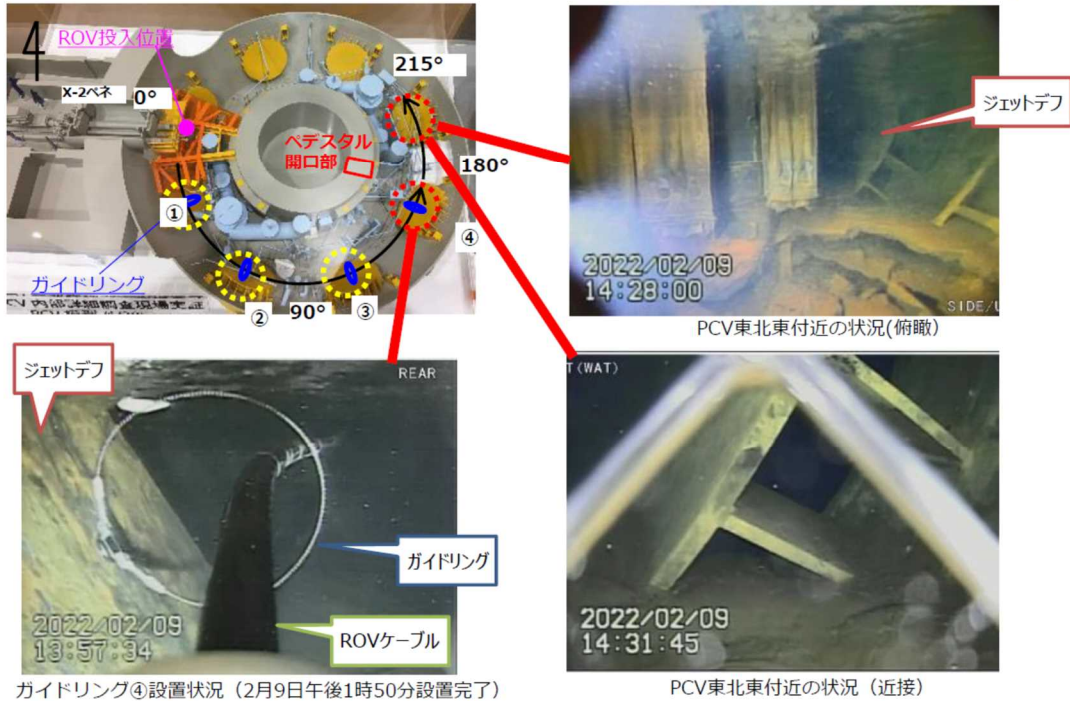 ROV投入位置
X-2ペネ
0°
215°
ペデスタル
開口部
180°
①
ガイドリング
②
90°
③
④
ジェットデフ
2022/02/09
14:28:00
SIDE/U
PCV東北東付近の状況(俯瞰)
ジェットデフ
REAR
ガイドリング
ROVケーブル
2022/02/09
13:57:34
ガイドリング④設置状況（2月9日午後1時50分設置完了）
T(WAT)
2022/02/09
14:31:45
PCV東北東付近の状況（近接）